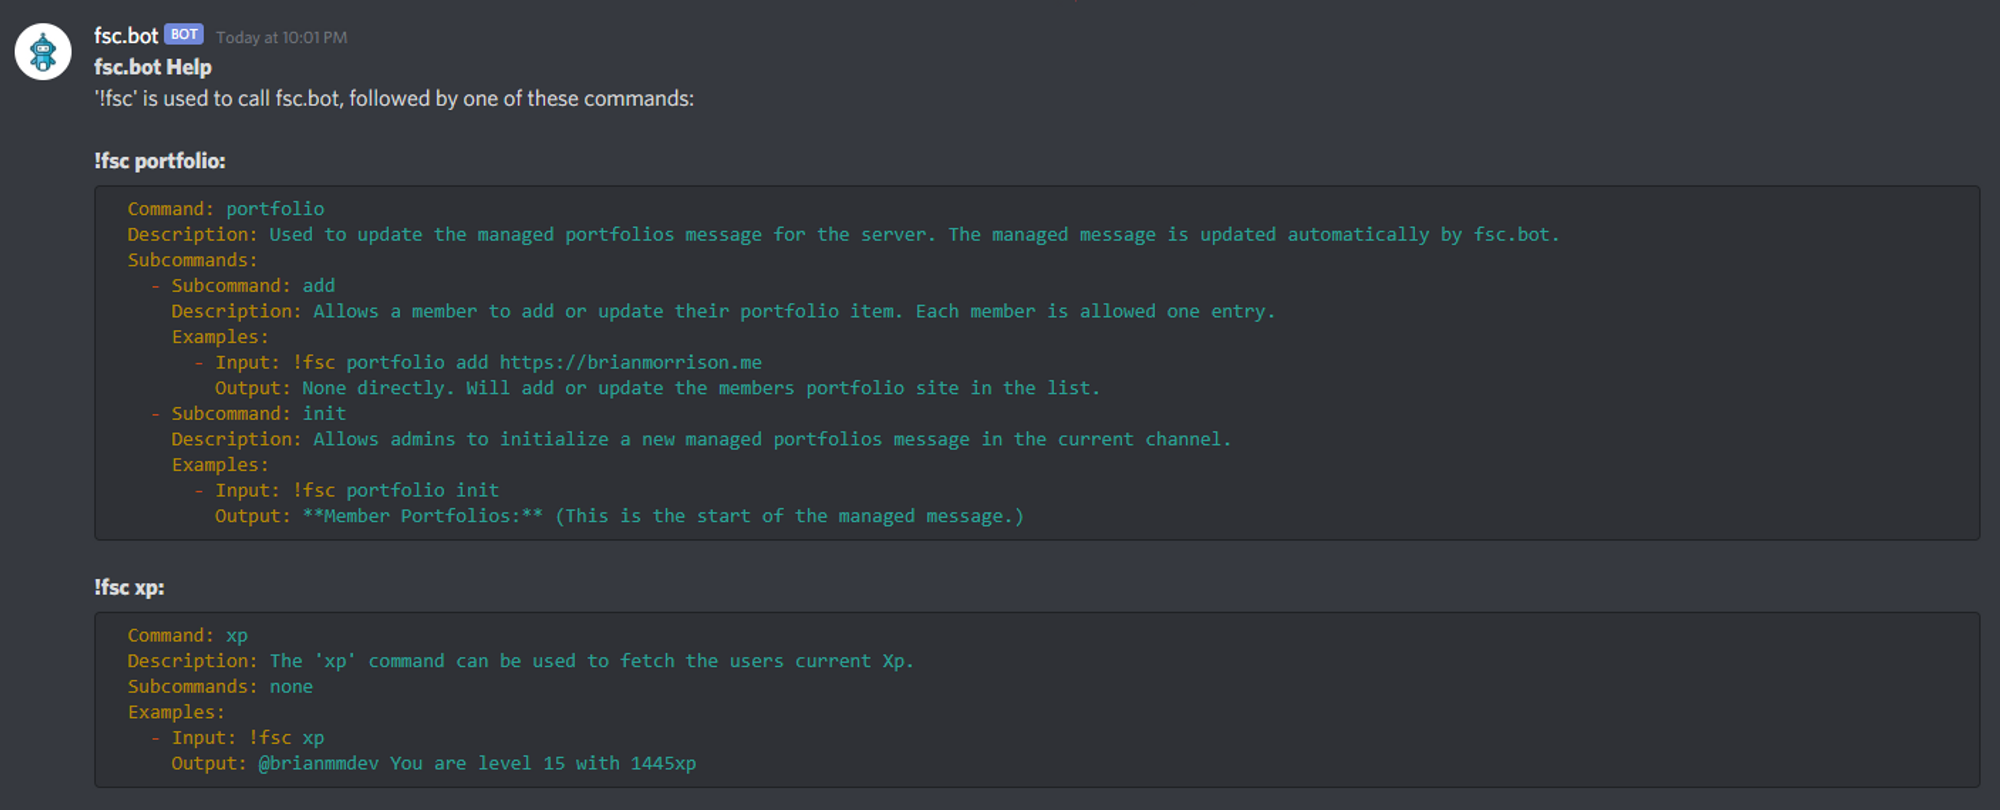 fsc.bot BOT Today at 10:01 PM
fsc.bot Help
'!fsc' is used to call fsc.bot, followed by one of these commands:
!fsc portfolio:
Command: portfolio
Description: Used to update the managed portfolios message for the server. The managed message is updated automatically by fsc.bot.
Subcommands:
- Subcommand: add
Description: Allows a member to add or update their portfolio item. Each member is allowed one entry.
Examples:
- Input: !fsc portfolio add https://brianmorrison.me
Output: None directly. Will add or update the members portfolio site in the list.
- Subcommand: init
Description: Allows admins to initialize a new managed portfolios message in the current channel.
Examples:
- Input: !fsc portfolio init
Output: **Member Portfolios:** (This is the start of the managed message.)
!fsc xp:
Command: xp
Description: The 'xp' command can be used to fetch the users current Xp.
Subcommands: none
Examples:
- Input: !fsc xp
Output: @brianmmdev You are level 15 with 1445xp